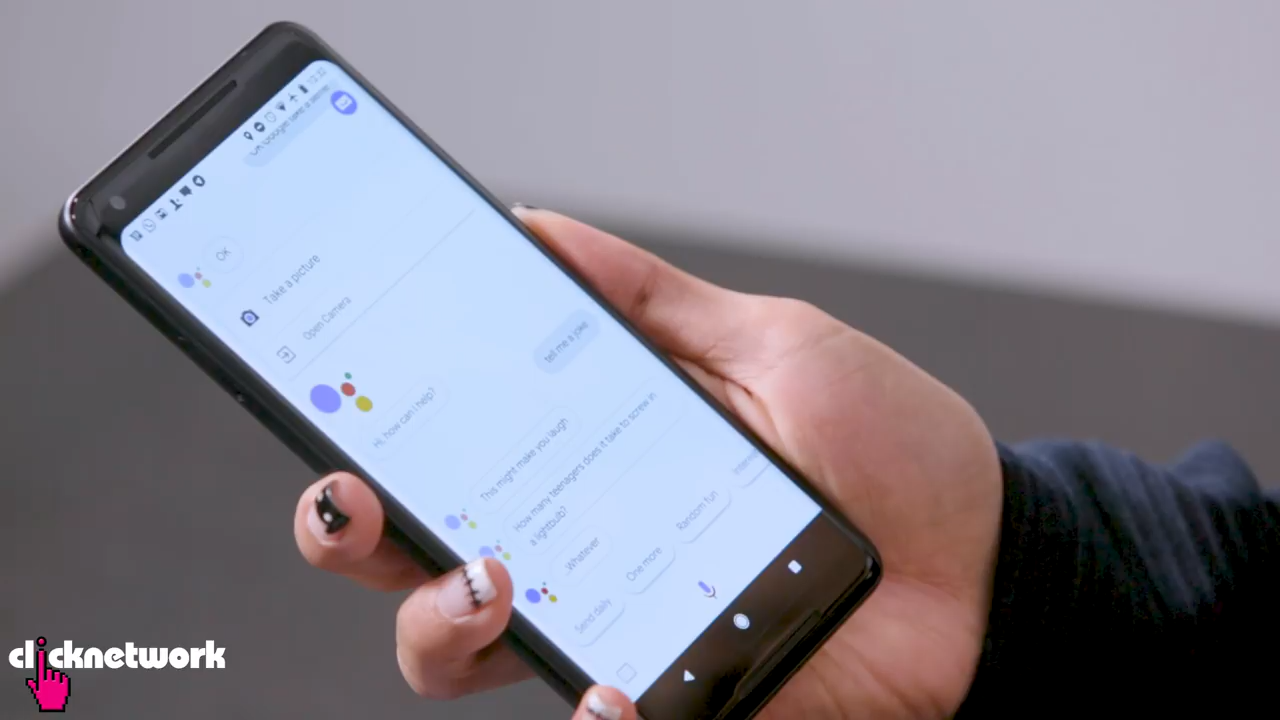 OK
Take a picture
Open Camera
tell me a joke
Hi, how can I help?
This might make you laugh
How many teenagers does it take to screw in
a lightbulb?
Whatever
Send daily
One more
Random fun
clicknetwork